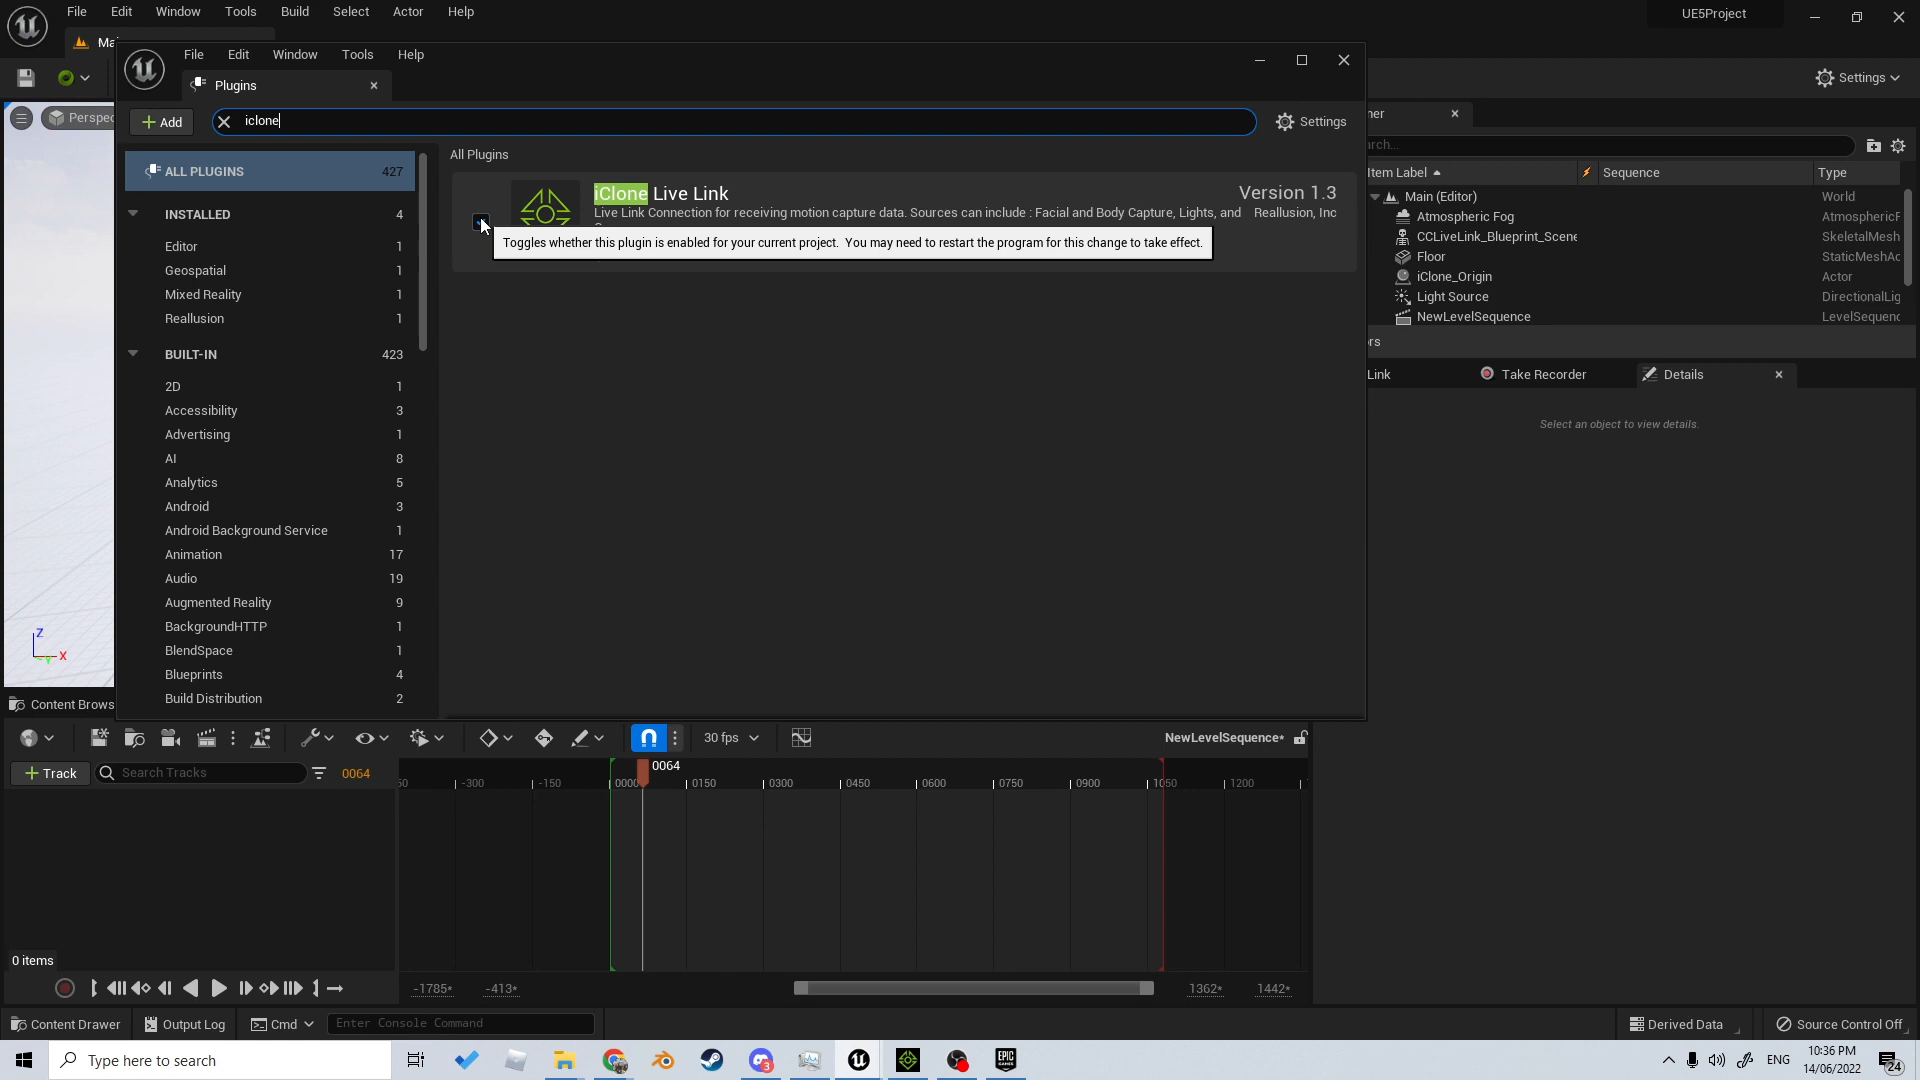 File Edit Window Tools Build Select Actor Help
UE5Project
File Edit Window Tools Help
Plugins
Settings
Add
iclone
Settings
Perspec
ALL PLUGINS 427
INSTALLED 4
Editor 1
Geospatial 1
Mixed Reality 1
Reallusion 1
BUILT-IN 423
2D 1
Accessibility 3
Advertising 1
AI 8
Analytics 5
Android 3
Android Background Service 1
Animation 17
Audio 19
Augmented Reality 9
BackgroundHTTP 1
BlendSpace 1
Blueprints 4
Build Distribution 2
All Plugins
iClone Live Link
Version 1.3
Live Link Connection for receiving motion capture data. Sources can include : Facial and Body Capture, Lights, and
Reallusion, Inc
Toggles whether this plugin is enabled for your current project. You may need to restart the program for this change to take effect.
Item Label Sequence Type
Main (Editor) World
Atmospheric Fog AtmosphericF
CCLiveLink_Blueprint_Scene SkeletalMesh
Floor StaticMeshAc
iClone_Origin Actor
Light Source DirectionalLig
NewLevelSequence LevelSequenc
Link
Take Recorder
Details
Select an object to view details.
Z
Y X
Content Brows
30 fps
NewLevelSequence*
Track
Search Tracks
0064
0064
-300 -150 0000 0150 0300 0450 0600 0750 0900 1050 1200
0 items
-1785* -413* 1362* 1442*
Content Drawer Output Log Cmd Enter Console Command
Derived Data Source Control Off
Type here to search
3
ENG
10:36 PM
14/06/2022
24
EPIC GAMES